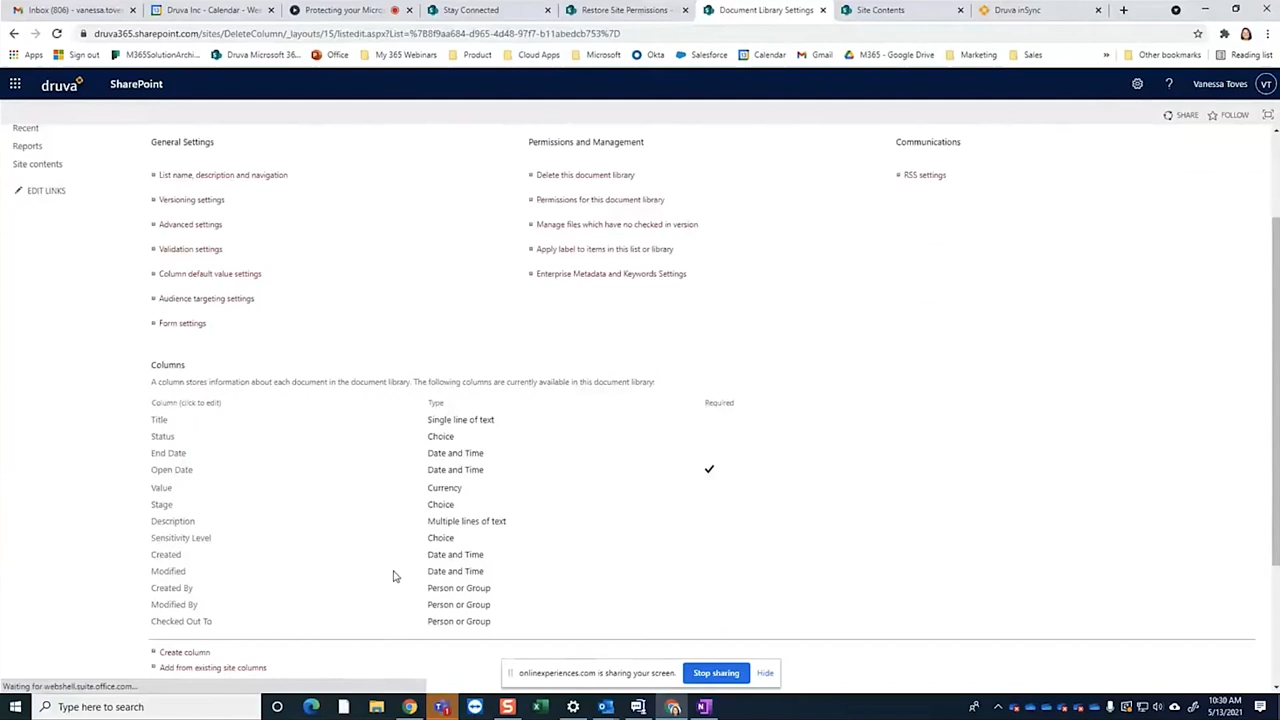 Inbox (806) - vanessa.toves
Druva Inc - Calendar - We
Protecting your Micros
Stay Connected
Restore Site Permissions -
Document Library Settings
Site Contents
Druva inSync
druva365.sharepoint.com/sites/DeleteColumn/_layouts/15/listedit.aspx?List=%7B8f9aa684-d965-4d48-97f7-b11abedcb753%7D
Apps
Sign out
M365SolutionArchi...
Druva Microsoft 36...
Office
My 365 Webinars
Product
Cloud Apps
Microsoft
Okta
Salesforce
Calendar
Gmail
M365 - Google Drive
Marketing
Sales
»
Other bookmarks
Reading list
druva
SharePoint
?
Vanessa Toves
VT
SHARE
FOLLOW
Recent
Reports
Site contents
EDIT LINKS
General Settings
Permissions and Management
Communications
List name, description and navigation
Delete this document library
RSS settings
Versioning settings
Permissions for this document library
Advanced settings
Manage files which have no checked in version
Validation settings
Apply label to items in this list or library
Column default value settings
Enterprise Metadata and Keywords Settings
Audience targeting settings
Form settings
Columns
A column stores information about each document in the document library. The following columns are currently available in this document library:
Column (click to edit) Type Required
Title Single line of text
Status Choice
End Date Date and Time
Open Date Date and Time
Value Currency
Stage Choice
Description Multiple lines of text
Sensitivity Level Choice
Created Date and Time
Modified Date and Time
Created By Person or Group
Modified By Person or Group
Checked Out To Person or Group
Create column
Add from existing site columns
onlinexperiences.com is sharing your screen.
Stop sharing
Hide
Waiting for webshell.suite.office.com...
Type here to search
10:30 AM
5/13/2021